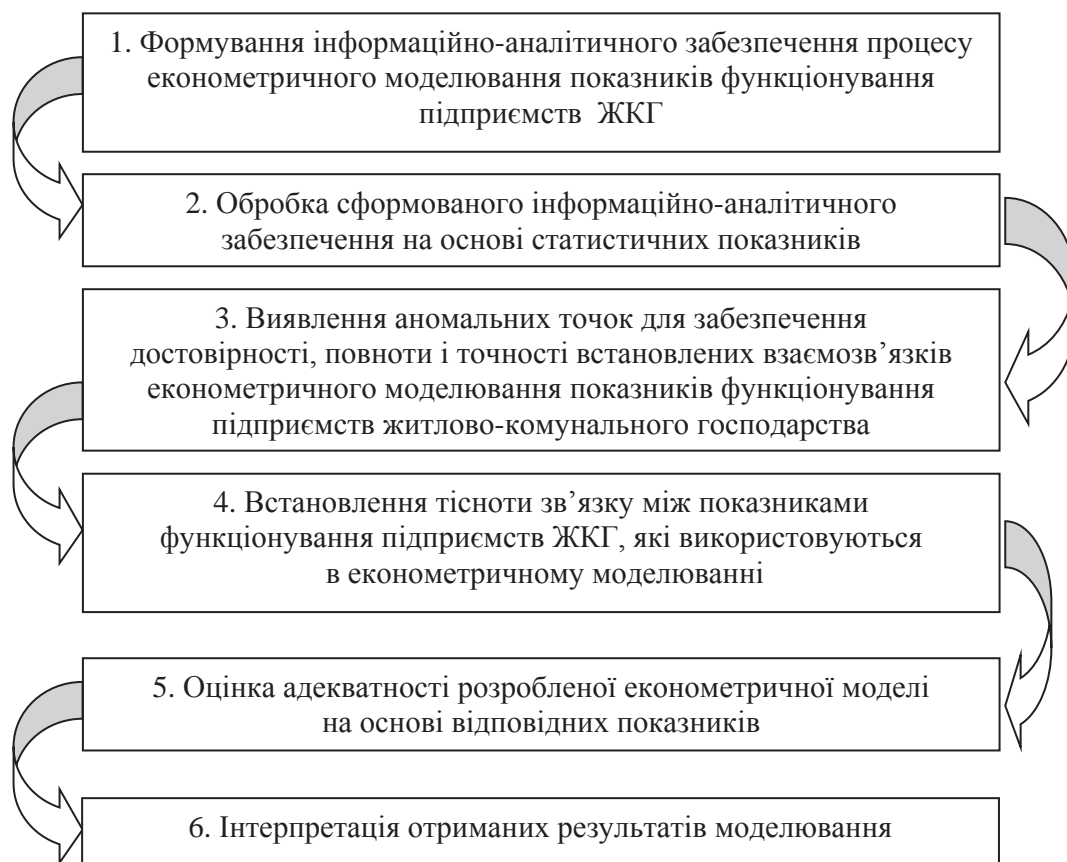 1. Формування інформаційно-аналітичного забезпечення процесу
економетричного моделювання показників функціонування
підприємств ЖКГ
2. Обробка сформованого інформаційно-аналітичного
забезпечення на основі статистичних показників
3. Виявлення аномальних точок для забезпечення
достовірності, повноти і точності встановлених взаємозв’язків
економетричного моделювання показників функціонування
підприємств житлово-комунального господарства
4. Встановлення тісноти зв’язку між показниками
функціонування підприємств ЖКГ, які використовуються
в економетричному моделюванні
5. Оцінка адекватності розробленої економетричної моделі
на основі відповідних показників
6. Інтерпретація отриманих результатів моделювання